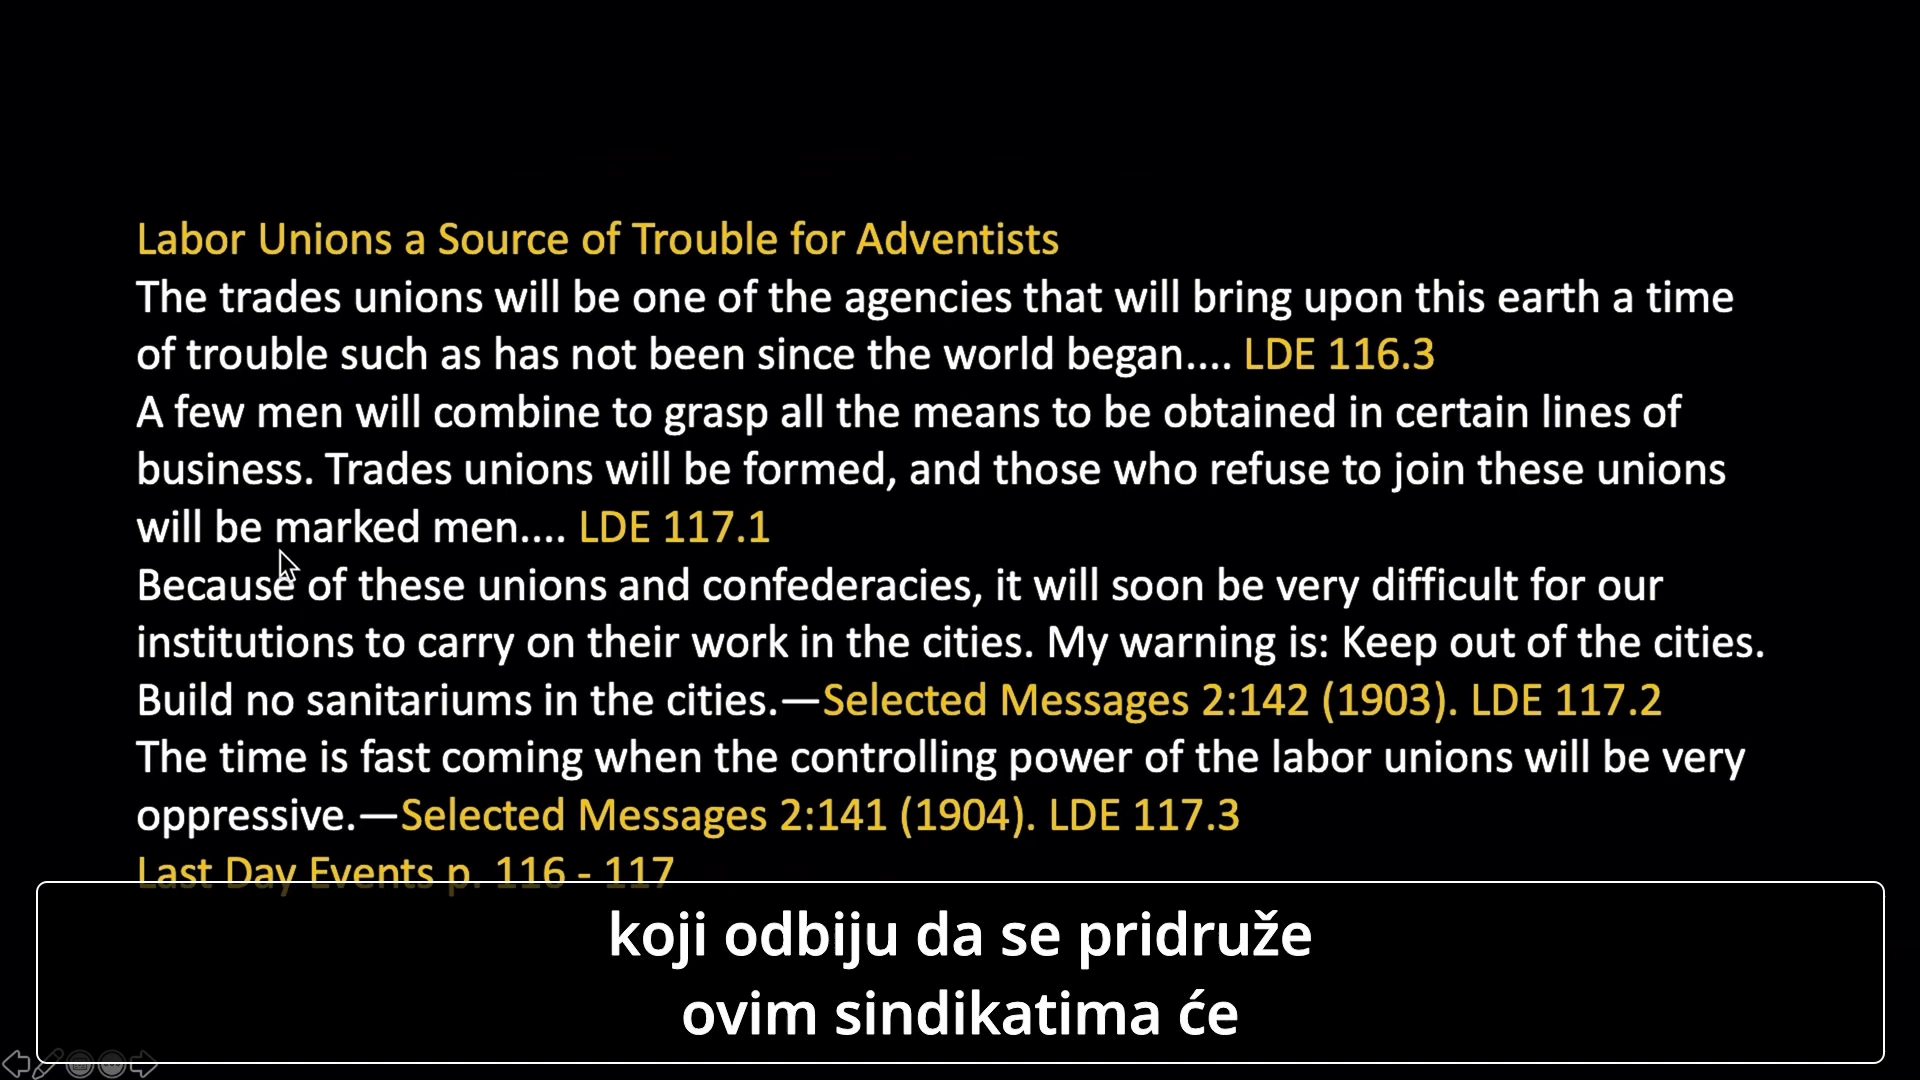 Labor Unions a Source of Trouble for Adventists
The trades unions will be one of the agencies that will bring upon this earth a time
of trouble such as has not been since the world began.... LDE 116.3
A few men will combine to grasp all the means to be obtained in certain lines of
business. Trades unions will be formed, and those who refuse to join these unions
will be marked men.... LDE 117.1
Because of these unions and confederacies, it will soon be very difficult for our
institutions to carry on their work in the cities. My warning is: Keep out of the cities.
Build no sanitariums in the cities.—Selected Messages 2:142 (1903). LDE 117.2
The time is fast coming when the controlling power of the labor unions will be very
oppressive.—Selected Messages 2:141 (1904). LDE 117.3
Last Day Events p. 116 - 117
koji odbiju da se pridruže
ovim sindikatima će